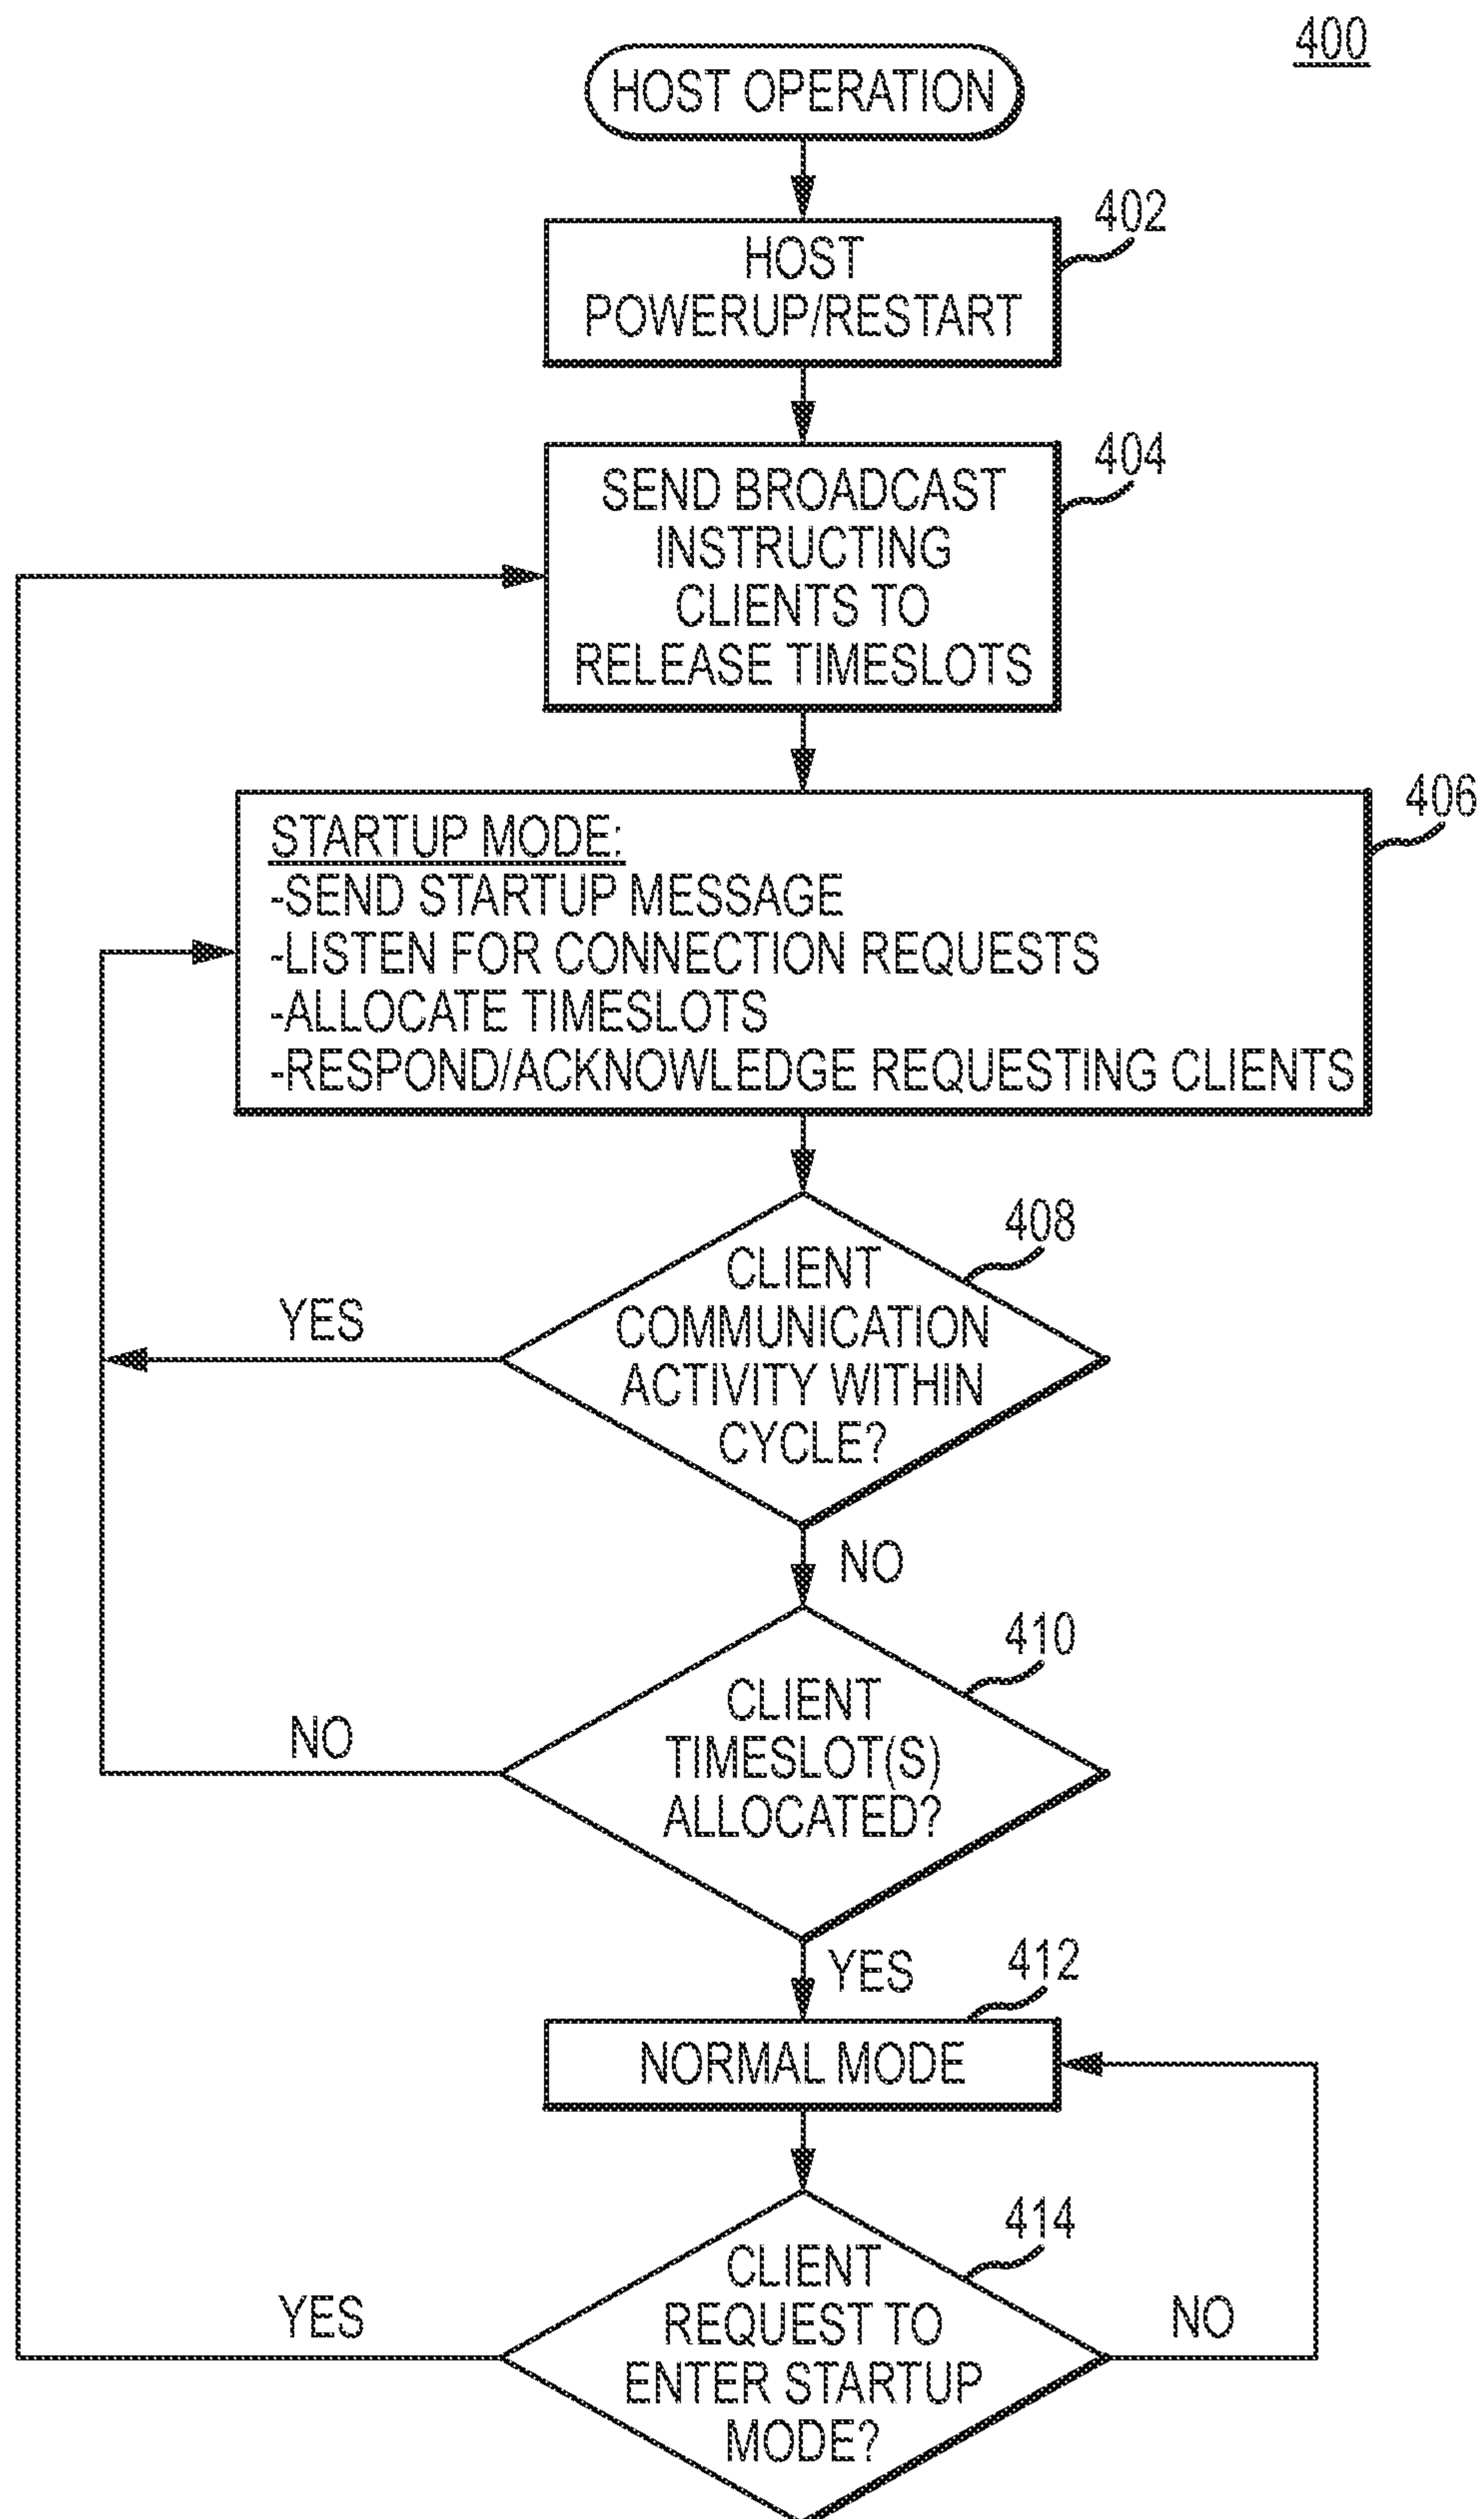 400
HOST OPERATION
402
HOST
POWERUP/RESTART
404
SEND BROADCAST
INSTRUCTING
CLIENTS TO
RELEASE TIMESLOTS
406
STARTUP MODE:
-SEND STARTUP MESSAGE
-LISTEN FOR CONNECTION REQUESTS
-ALLOCATE TIMESLOTS
-RESPOND/ACKNOWLEDGE REQUESTING CLIENTS
408
CLIENT
COMMUNICATION
ACTIVITY WITHIN
CYCLE?
YES
NO
410
CLIENT
TIMESLOT(S)
ALLOCATED?
NO
YES
412
NORMAL MODE
414
CLIENT
REQUEST TO
ENTER STARTUP
MODE?
YES
NO